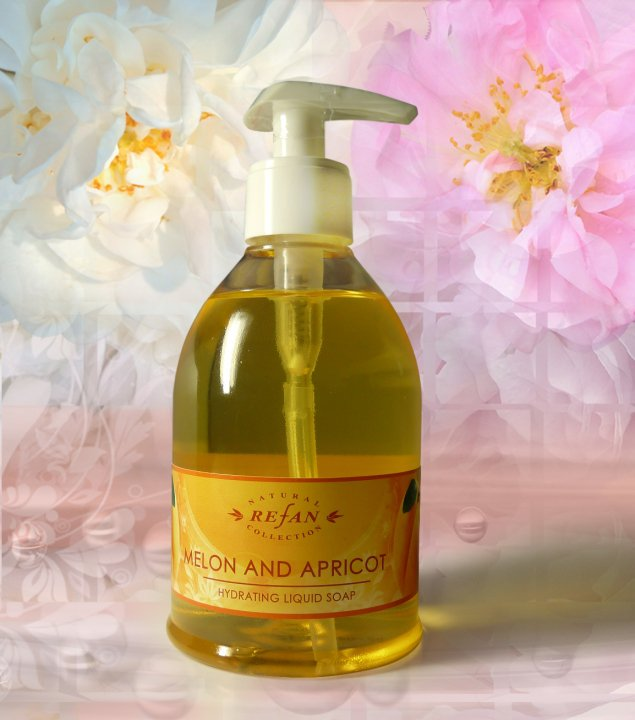 NATURAL
REfAN
COLLECTION
MELON AND APRICOT
HYDRATING LIQUID SOAP